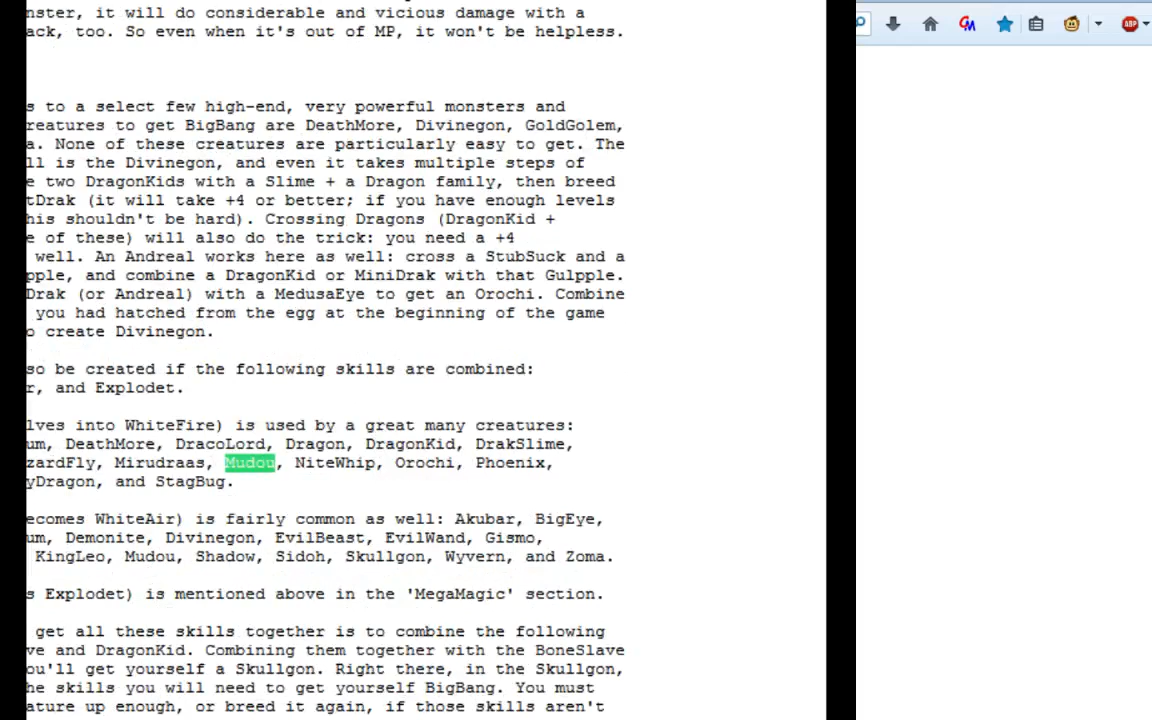 nster, it will do considerable and vicious damage with a
ack, too. So even when it's out of MP, it won't be helpless.
s to a select few high-end, very powerful monsters and
reatures to get BigBang are DeathMore, Divinegon, GoldGolem,
a. None of these creatures are particularly easy to get. The
ll is the Divinegon, and even it takes multiple steps of
e two DragonKids with a Slime + a Dragon family, then breed
tDrak (it will take +4 or better; if you have enough levels
his shouldn't be hard). Crossing Dragons (DragonKid +
e of these) will also do the trick: you need a +4
well. An Andreal works here as well: cross a StubSuck and a
pple, and combine a DragonKid or MiniDrak with that Gulpple.
Drak (or Andreal) with a MedusaEye to get an Orochi. Combine
you had hatched from the egg at the beginning of the game
o create Divinegon.
so be created if the following skills are combined:
r, and Explodet.
lves into WhiteFire) is used by a great many creatures:
um, DeathMore, DracoLord, Dragon, DragonKid, DrakSlime,
zardFly, Mirudraas, Mudou, NiteWhip, Orochi, Phoenix,
yDragon, and StagBug.
ecomes WhiteAir) is fairly common as well: Akubar, BigEye,
um, Demonite, Divinegon, EvilBeast, EvilWand, Gismo,
KingLeo, Mudou, Shadow, Sidoh, Skullgon, Wyvern, and Zoma.
s Explodet) is mentioned above in the 'MegaMagic' section.
get all these skills together is to combine the following
ve and DragonKid. Combining them together with the BoneSlave
ou'll get yourself a Skullgon. Right there, in the Skullgon,
he skills you will need to get yourself BigBang. You must
ature up enough, or breed it again, if those skills aren't
GM
ABP